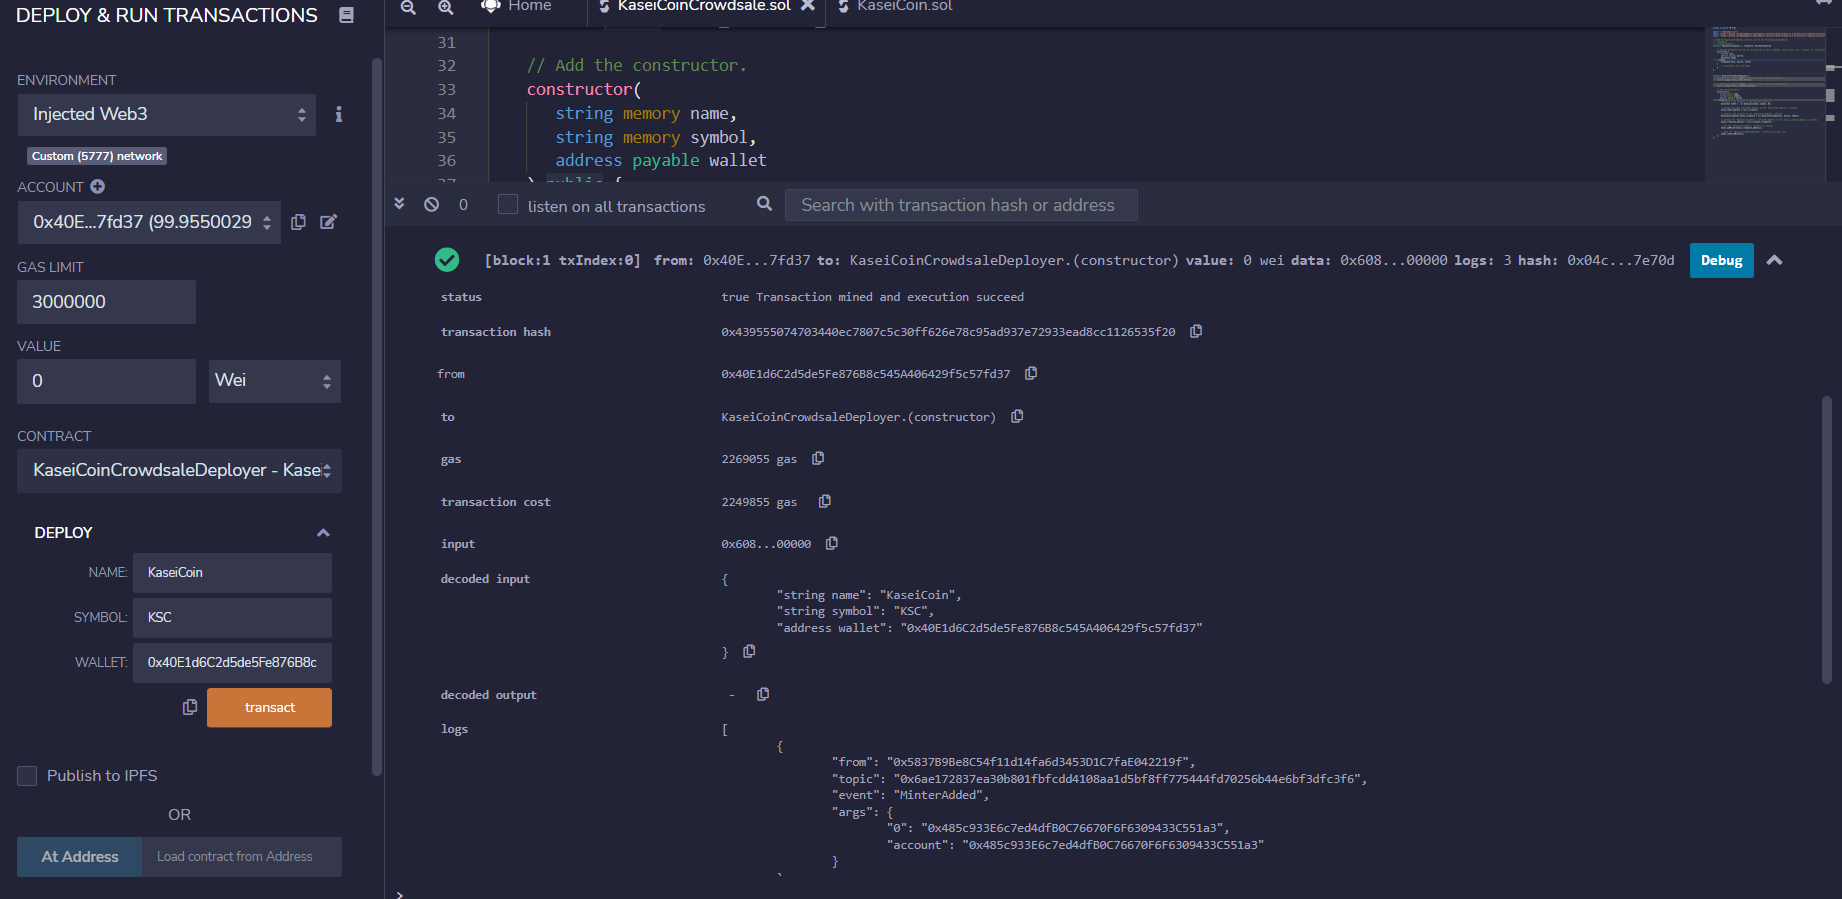 DEPLOY & RUN TRANSACTIONS
ENVIRONMENT
Injected Web3
Custom (5777) network
ACCOUNT
0x40E...7fd37 (99.9550029
GAS LIMIT
3000000
VALUE
0
Wei
CONTRACT
KaseiCoinCrowdsaleDeployer - Kasei
DEPLOY
NAME:
KaseiCoin
SYMBOL:
KSC
WALLET:
0x40E1d6C2d5de5Fe876B8c
transact
Publish to IPFS
OR
At Address
Load contract from Address
Home
KaseiCoinCrowdsale.sol
KaseiCoin.sol
31
32 // Add the constructor.
33 constructor(
34 string memory name,
35 string memory symbol,
36 address payable wallet
37 ) public {
0
listen on all transactions
Search with transaction hash or address
[block:1 txIndex:0] from: 0x40E...7fd37 to: KaseiCoinCrowdsaleDeployer.(constructor) value: 0 wei data: 0x608...00000 logs: 3 hash: 0x04c...7e70d
Debug
status true Transaction mined and execution succeed
transaction hash 0x439555074703440ec7807c5c30ff626e78c95ad937e72933ead8cc1126535f20
from 0x40E1d6C2d5de5Fe876B8c545A406429f5c57fd37
to KaseiCoinCrowdsaleDeployer.(constructor)
gas 2269055 gas
transaction cost 2249855 gas
input 0x608...00000
decoded input {
"string name": "KaseiCoin",
"string symbol": "KSC",
"address wallet": "0x40E1d6C2d5de5Fe876B8c545A406429f5c57fd37"
}
decoded output -
logs [
{
"from": "0x5837B9Be8C54f11d14fa6d3453D1C7faE042219f",
"topic": "0x6ae172837ea30b801fbfcdd4108aa1d5bf8ff775444fd70256b44e6bf3dfc3f6",
"event": "MinterAdded",
"args": {
"0": "0x485c933E6c7ed4dfB0C76670F6F6309433C551a3",
"account": "0x485c933E6c7ed4dfB0C76670F6F6309433C551a3"
}
>